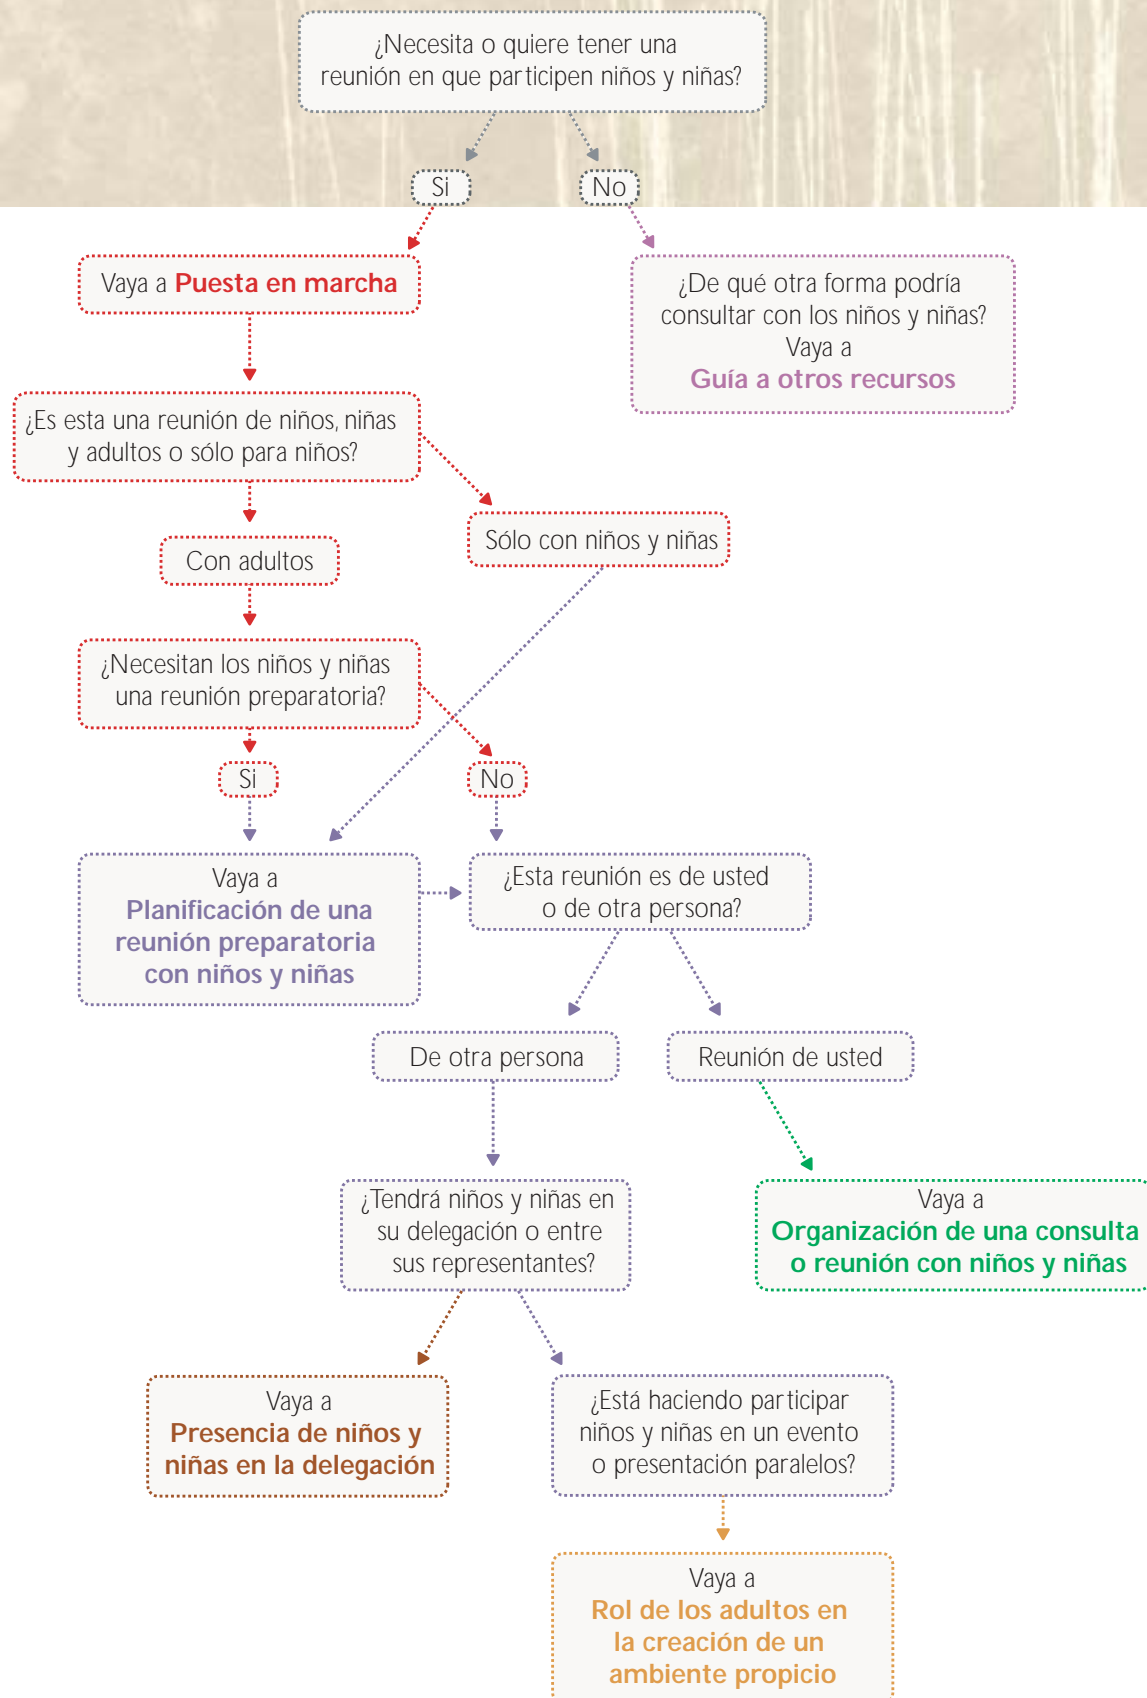 ¿Necesita o quiere tener una
reunión en que participen niños y niñas?
Si
No
Vaya a Puesta en marcha
¿De qué otra forma podría
consultar con los niños y niñas?
Vaya a
Guía a otros recursos
¿Es esta una reunión de niños, niñas
y adultos o sólo para niños?
Sólo con niños y niñas
Con adultos
¿Necesitan los niños y niñas
una reunión preparatoria?
Si
No
Vaya a
Planificación de una
reunión preparatoria
con niños y niñas
¿Esta reunión es de usted
o de otra persona?
De otra persona
Reunión de usted
¿Tendrá niños y niñas en
su delegación o entre
sus representantes?
Vaya a
Organización de una consulta
o reunión con niños y niñas
Vaya a
Presencia de niños y
niñas en la delegación
¿Está haciendo participar
niños y niñas en un evento
o presentación paralelos?
Vaya a
Rol de los adultos en
la creación de un
ambiente propicio